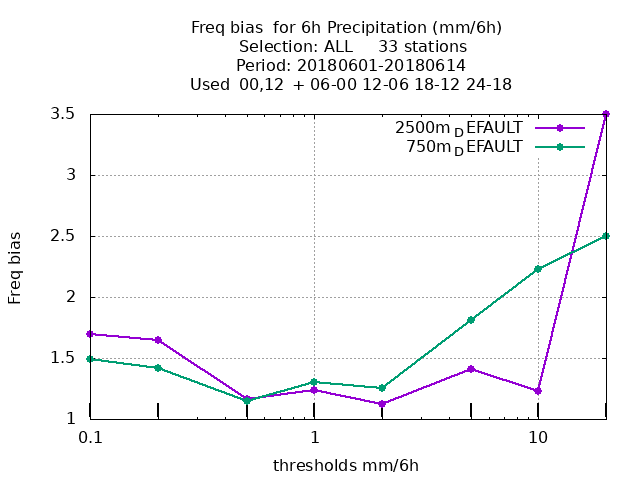 Freq bias  for 6h Precipitation (mm/6h)
Selection: ALL     33 stations
Period: 20180601-20180614
Used  00,12  + 06-00 12-06 18-12 24-18
2500m_DEFAULT
750m_DEFAULT
3.5
3
2.5
2
1.5
1
Freq bias
0.1
1
10
thresholds mm/6h